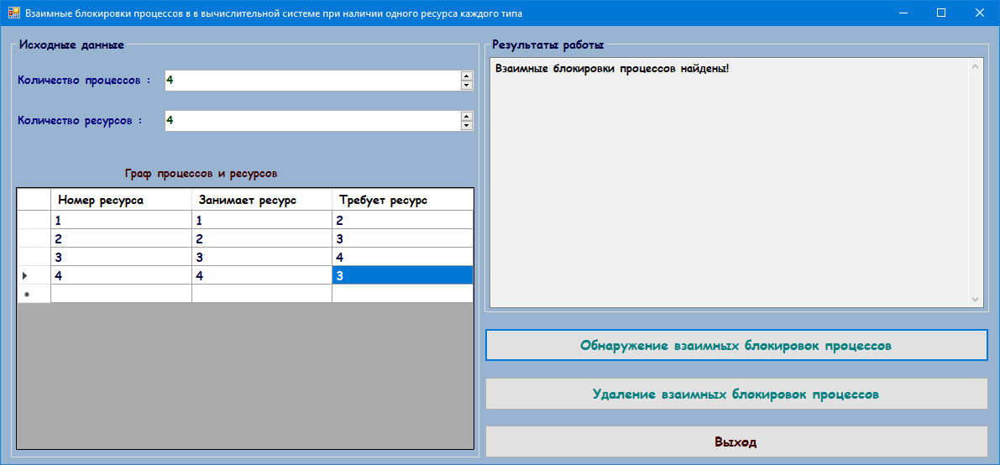 Взаимные блокировки процессов в в вычислительной системе при наличии одного ресурса каждого типа
Исходные данные
Количество процессов : 4
Количество ресурсов : 4
Граф процессов и ресурсов
Номер ресурса Занимает ресурс Требует ресурс
1 1 2
2 2 3
3 3 4
4 4 3
Результаты работы
Взаимные блокировки процессов найдены!
Обнаружение взаимных блокировок процессов
Удаление взаимных блокировок процессов
Выход